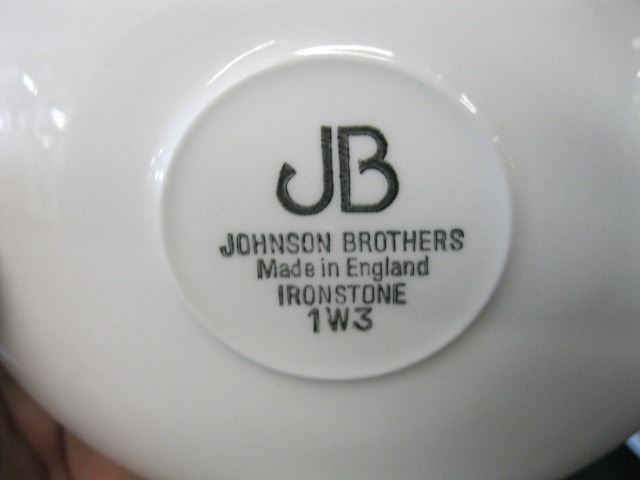 JB
JOHNSON BROTHERS
Made in England
IRONSTONE
1W3